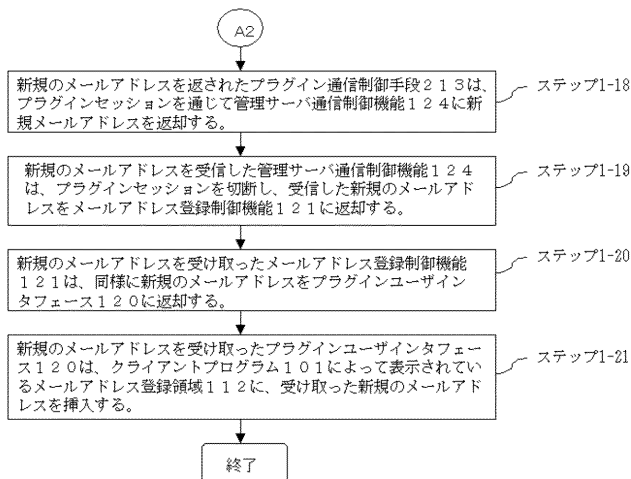 A2
新規のメールアドレスを返されたプラグイン通信制御手段213は、
プラグインセッションを通じて管理サーバ通信制御機能124に新
規メールアドレスを返却する。
ステップ1-18
新規のメールアドレスを受信した管理サーバ通信制御機能124
は、プラグインセッションを切断し、受信した新規のメールアド
レスをメールアドレス登録制御機能121に返却する。
ステップ1-19
新規のメールアドレスを受け取ったメールアドレス登録制御機能
121は、同様に新規のメールアドレスをプラグインユーザイン
タフェース120に返却する。
ステップ1-20
新規のメールアドレスを受け取ったプラグインユーザインタフェー
ス120は、クライアントプログラム101によって表示されてい
るメールアドレス登録領域112に、受け取った新規のメールアド
レスを挿入する。
ステップ1-21
終了